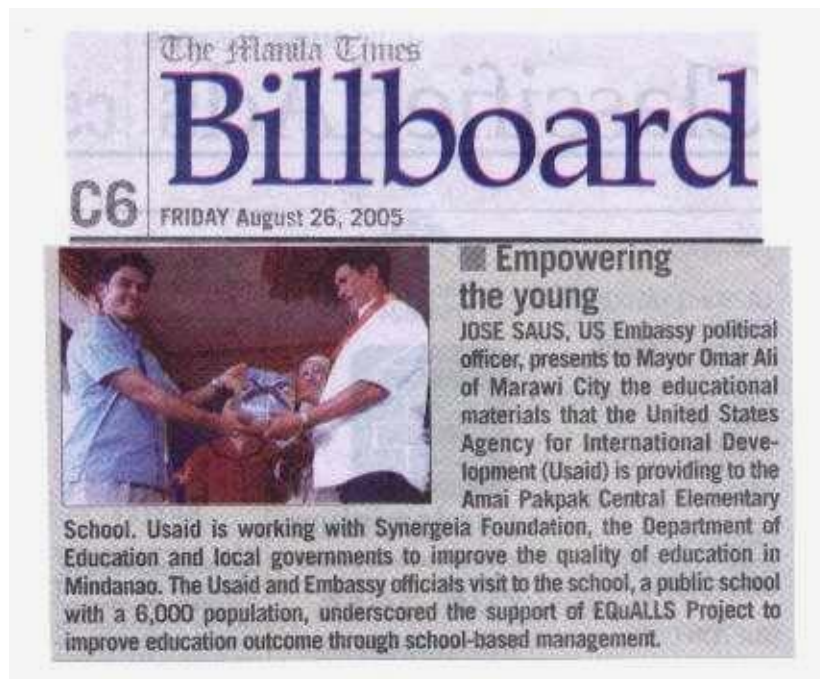 The Manila Times
Billboard
C6
FRIDAY August 26, 2005
Empowering
the young
JOSE SAUS, US Embassy political
officer, presents to Mayor Omar Ali
of Marawi City the educational
materials that the United States
Agency for International Deve-
lopment (Usaid) is providing to the
Amai Pakpak Central Elementary
School. Usaid is working with Synergeia Foundation, the Department of
Education and local governments to improve the quality of education in
Mindanao. The Usaid and Embassy officials visit to the school, a public school
with a 6,000 population, underscored the support of EQuALLS Project to
improve education outcome through school-based management.